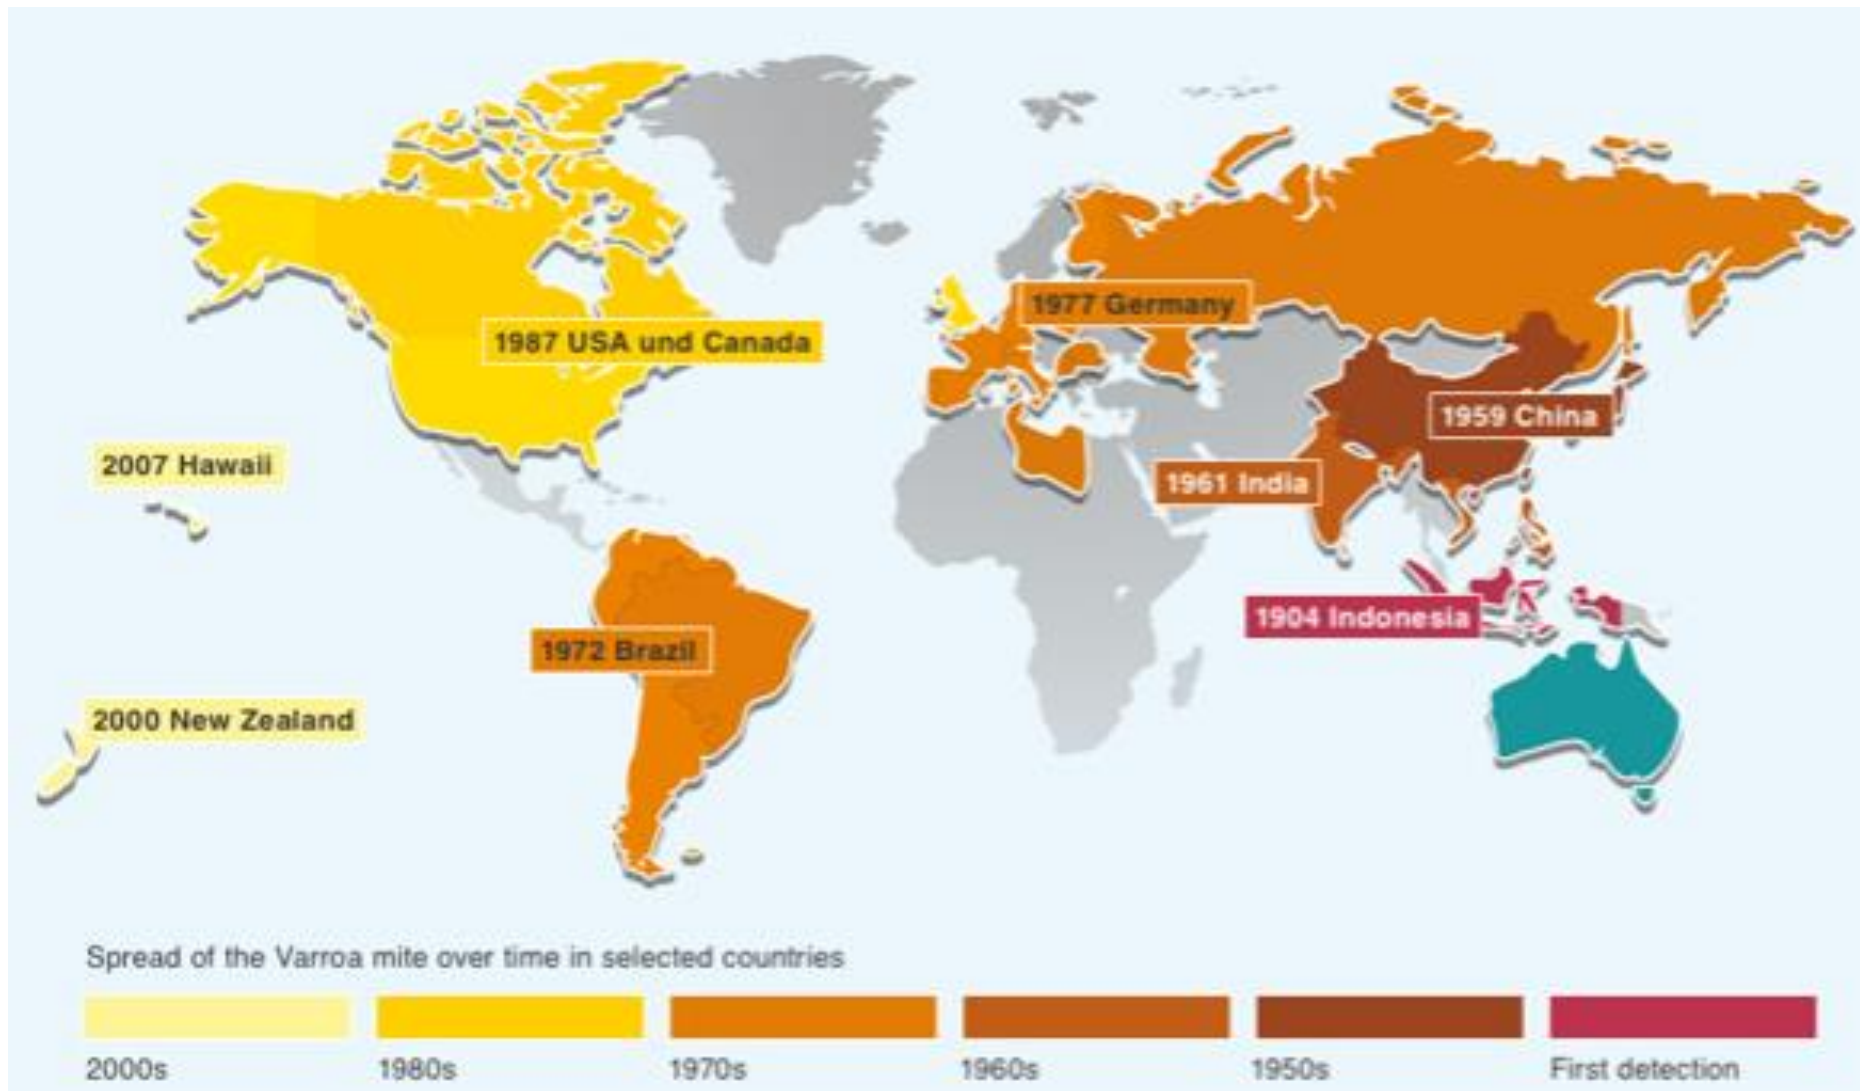 1977 Germany
1987 USA und Canada
1959 China
2007 Hawaii
1961 India
1904 Indonesia
1972 Brazil
2000 New Zealand
Spread of the Varroa mite over time in selected countries
2000s
1980s
1970s
1960s
1950s
First detection